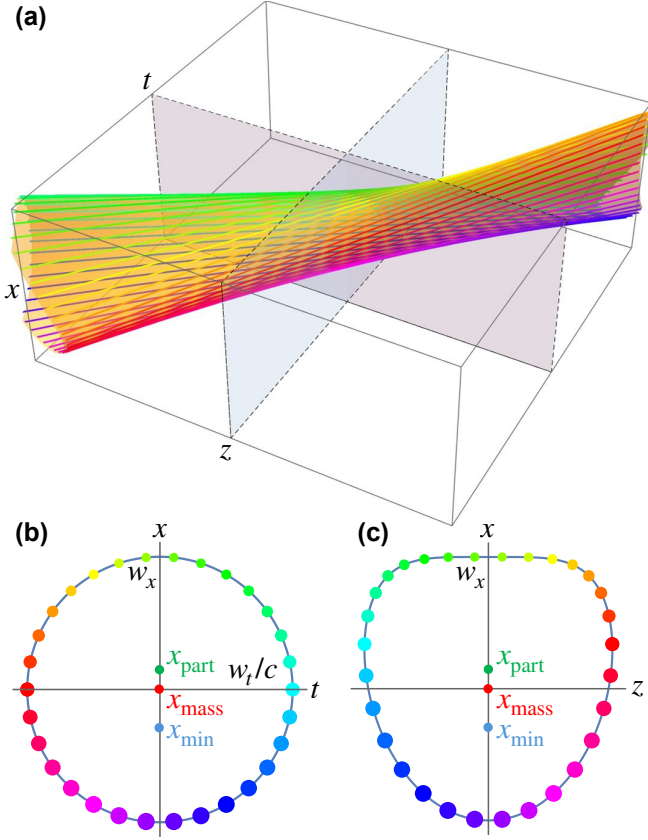 (a)
t
x
z
(b)
x
w_x
x_part
w_t/c
t
x_mass
x_min
(c)
x
w_x
x_part
z
x_mass
x_min